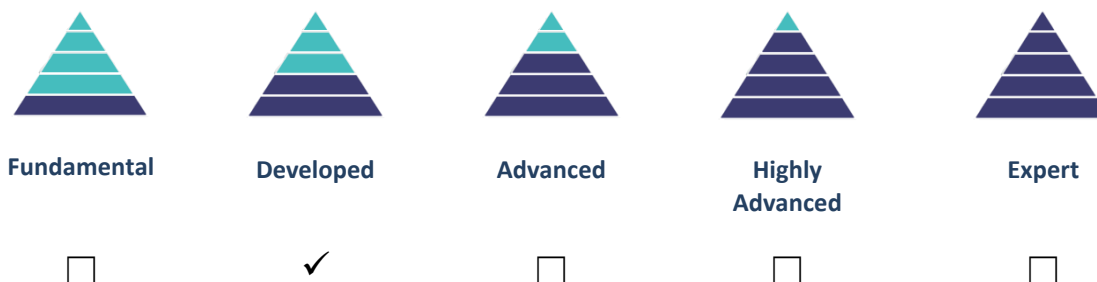 Fundamental
Developed
Advanced
Highly
Advanced
Expert
☐ ✓ ☐ ☐ ☐